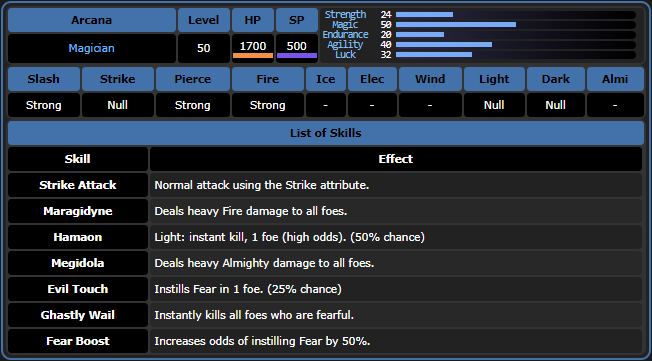 Arcana Level HP SP
Magician 50 1700 500
Strength 24
Magic 50
Endurance 20
Agility 40
Luck 32
Slash Strike Pierce Fire Ice Elec Wind Light Dark Almi
Strong Null Strong Strong - - - Null Null -
List of Skills
Skill Effect
Strike Attack Normal attack using the Strike attribute.
Maragidyne Deals heavy Fire damage to all foes.
Hamaon Light: instant kill, 1 foe (high odds). (50% chance)
Megidola Deals heavy Almighty damage to all foes.
Evil Touch Instills Fear in 1 foe. (25% chance)
Ghastly Wail Instantly kills all foes who are fearful.
Fear Boost Increases odds of instilling Fear by 50%.